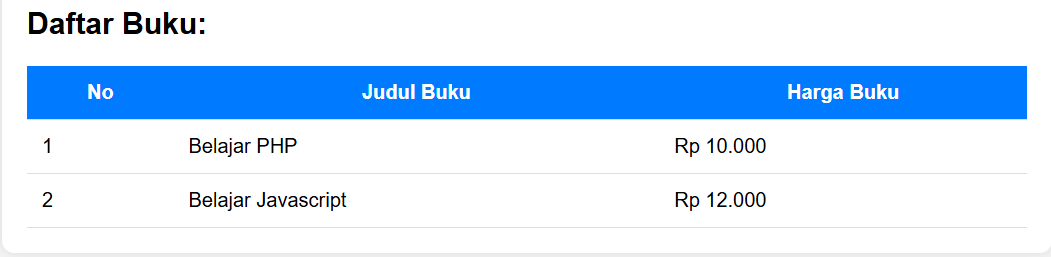 Daftar Buku:
No Judul Buku Harga Buku
1 Belajar PHP Rp 10.000
2 Belajar Javascript Rp 12.000